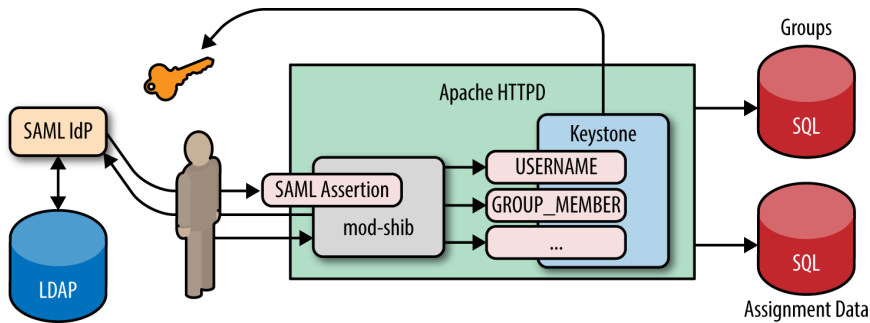 Groups
Apache HTTPD
SQL
SAML IdP
Keystone
USERNAME
SAML Assertion
GROUP_MEMBER
mod-shib
...
LDAP
SQL
Assignment Data